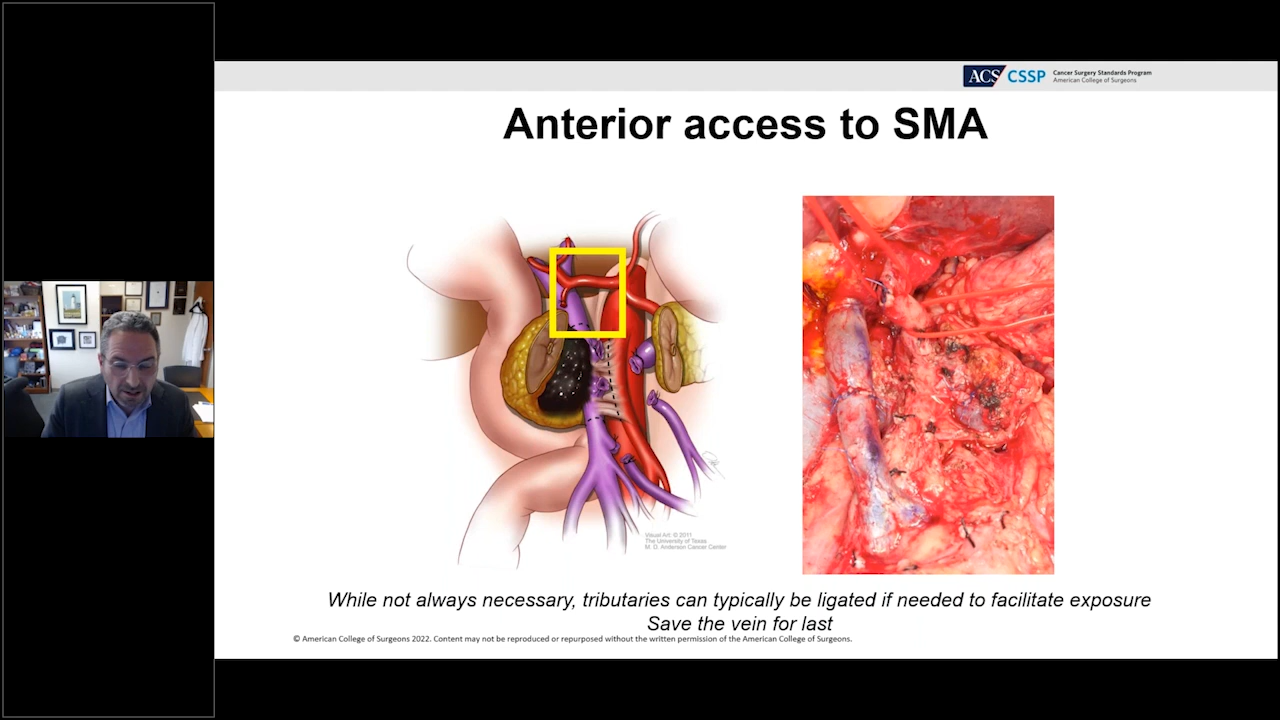 ACS CSSP Cancer Surgery Standards Program
American College of Surgeons
Anterior access to SMA
Visual Art: © 2011
The University of Texas
M. D. Anderson Cancer Center
While not always necessary, tributaries can typically be ligated if needed to facilitate exposure
Save the vein for last
© American College of Surgeons 2022. Content may not be reproduced or repurposed without the written permission of the American College of Surgeons.